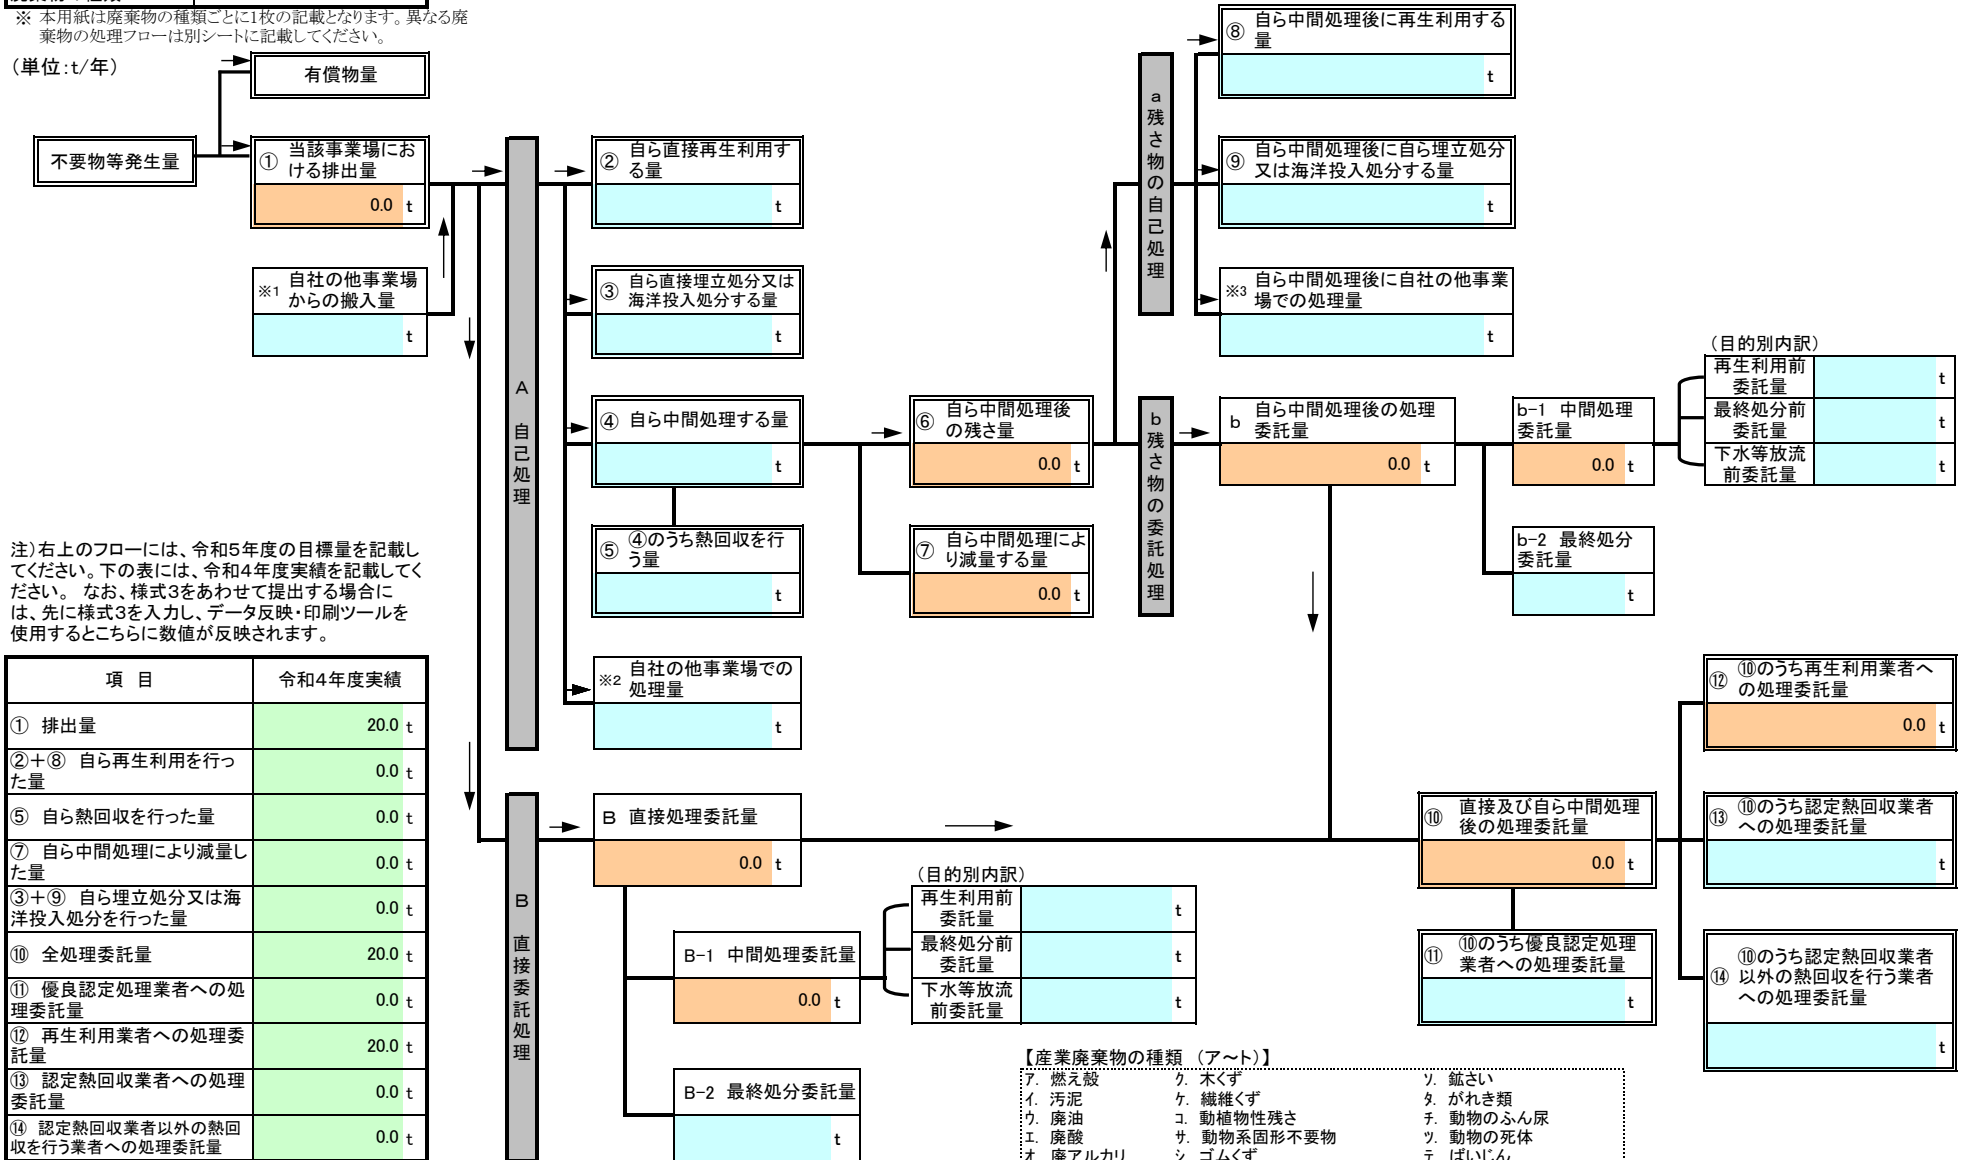 ※ 本用紙は廃棄物の種類ごとに1枚の記載となります。異なる廃
棄物の処理フローは別シートに記載してください。
（単位:t/年）
有償物量
不要物等発生量
① 当該事業場にお
ける排出量
0.0 t
※1 自社の他事業場
からの搬入量
t
A 自己処理
② 自ら直接再生利用す
る量
t
③ 自ら直接埋立処分又は
海洋投入処分する量
t
④ 自ら中間処理する量
t
⑤ ④のうち熱回収を行
う量
t
※2 自社の他事業場での
処理量
t
⑥ 自ら中間処理後
の残さ量
0.0 t
⑦ 自ら中間処理によ
り減量する量
0.0 t
a 残さ物の自己処理
⑧ 自ら中間処理後に再生利用する
量
t
⑨ 自ら中間処理後に自ら埋立処分
又は海洋投入処分する量
t
※3 自ら中間処理後に自社の他事業
場での処理量
t
b 残さ物の委託処理
b 自ら中間処理後の処理
委託量
0.0 t
b-1 中間処理
委託量
0.0 t
b-2 最終処分
委託量
t
（目的別内訳）
再生利用前
委託量
t
最終処分前
委託量
t
下水等放流
前委託量
t
注）右上のフローには、令和5年度の目標量を記載し
てください。下の表には、令和4年度実績を記載してく
ださい。 なお、様式3をあわせて提出する場合に
は、先に様式3を入力し、データ反映・印刷ツールを
使用するとこちらに数値が反映されます。
項 目 令和4年度実績
① 排出量 20.0 t
②＋⑧ 自ら再生利用を行っ
た量 0.0 t
⑤ 自ら熱回収を行った量 0.0 t
⑦ 自ら中間処理により減量し
た量 0.0 t
③＋⑨ 自ら埋立処分又は海
洋投入処分を行った量 0.0 t
⑩ 全処理委託量 20.0 t
⑪ 優良認定処理業者への処
理委託量 0.0 t
⑫ 再生利用業者への処理委
託量 20.0 t
⑬ 認定熱回収業者への処理
委託量 0.0 t
⑭ 認定熱回収業者以外の熱回
収を行う業者への処理委託量 0.0 t
B 直接委託処理
B 直接処理委託量
0.0 t
B-1 中間処理委託量
0.0 t
B-2 最終処分委託量
t
（目的別内訳）
再生利用前
委託量
t
最終処分前
委託量
t
下水等放流
前委託量
t
⑩ 直接及び自ら中間処理
後の処理委託量
0.0 t
⑪ ⑩のうち優良認定処理
業者への処理委託量
t
⑫ ⑩のうち再生利用業者へ
の処理委託量
0.0 t
⑬ ⑩のうち認定熱回収業者
への処理委託量
t
⑭ ⑩のうち認定熱回収業者
以外の熱回収を行う業者
への処理委託量
t
【産業廃棄物の種類 （ア～ト）】
ア. 燃え殻 ク. 木くず ソ. 鉱さい
イ. 汚泥 ケ. 繊維くず タ. がれき類
ウ. 廃油 コ. 動植物性残さ チ. 動物のふん尿
エ. 廃酸 サ. 動物系固形不要物 ツ. 動物の死体
オ. 廃アルカリ シ. ゴムくず テ. ばいじん